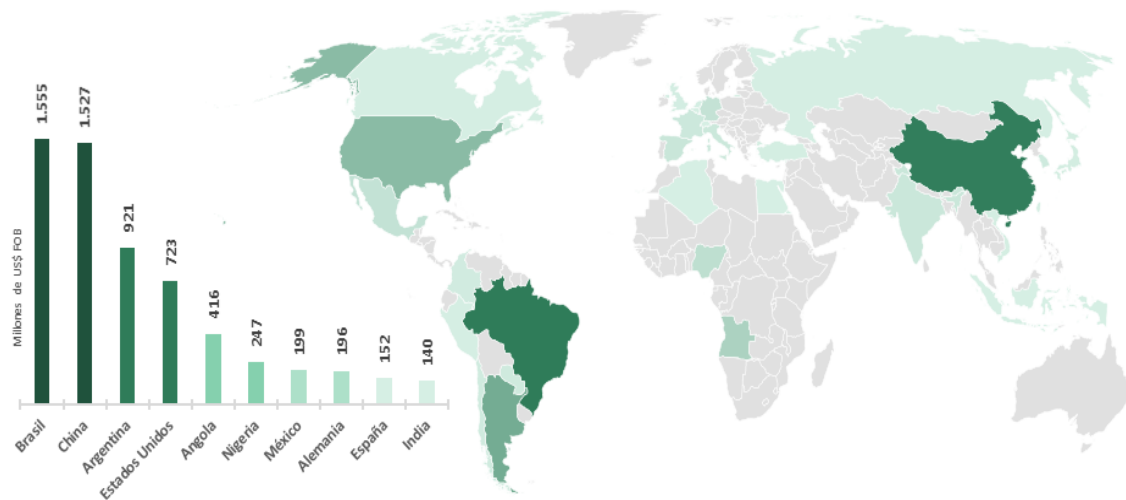 Millones de US$ FOB
1.555
1.527
921
723
416
247
199
196
152
140
Brasil
China
Argentina
Estados Unidos
Angola
Nigeria
México
Alemania
España
India